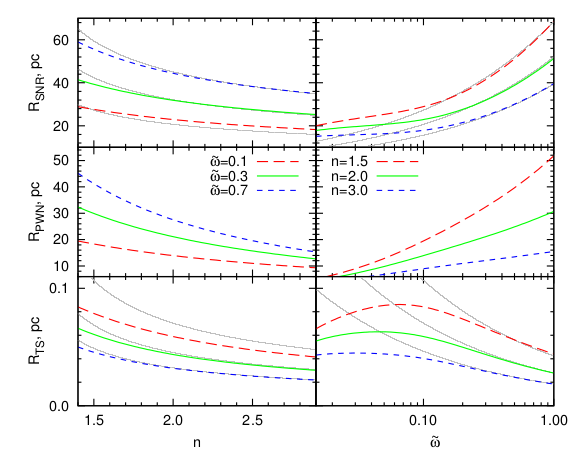 R_SNR, pc
60
40
20
R_PWN, pc
50
40
30
20
10
ω̃=0.1
ω̃=0.3
ω̃=0.7
n=1.5
n=2.0
n=3.0
R_TS, pc
0.1
0.0
1.5 2.0 2.5 0.10 1.00
n ω̃